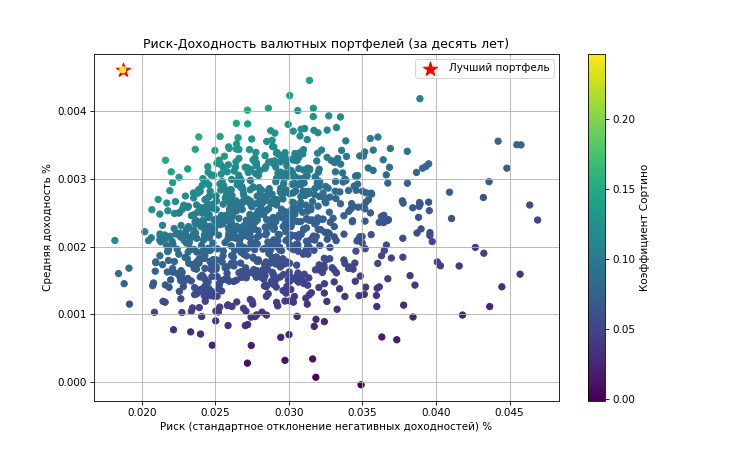 Риск-Доходность валютных портфелей (за десять лет)
Лучший портфель
0.004
0.003
0.002
0.001
0.000
Средняя доходность %
0.020 0.025 0.030 0.035 0.040 0.045
Риск (стандартное отклонение негативных доходностей) %
0.20
0.15
0.10
0.05
0.00
Коэффициент Сортино